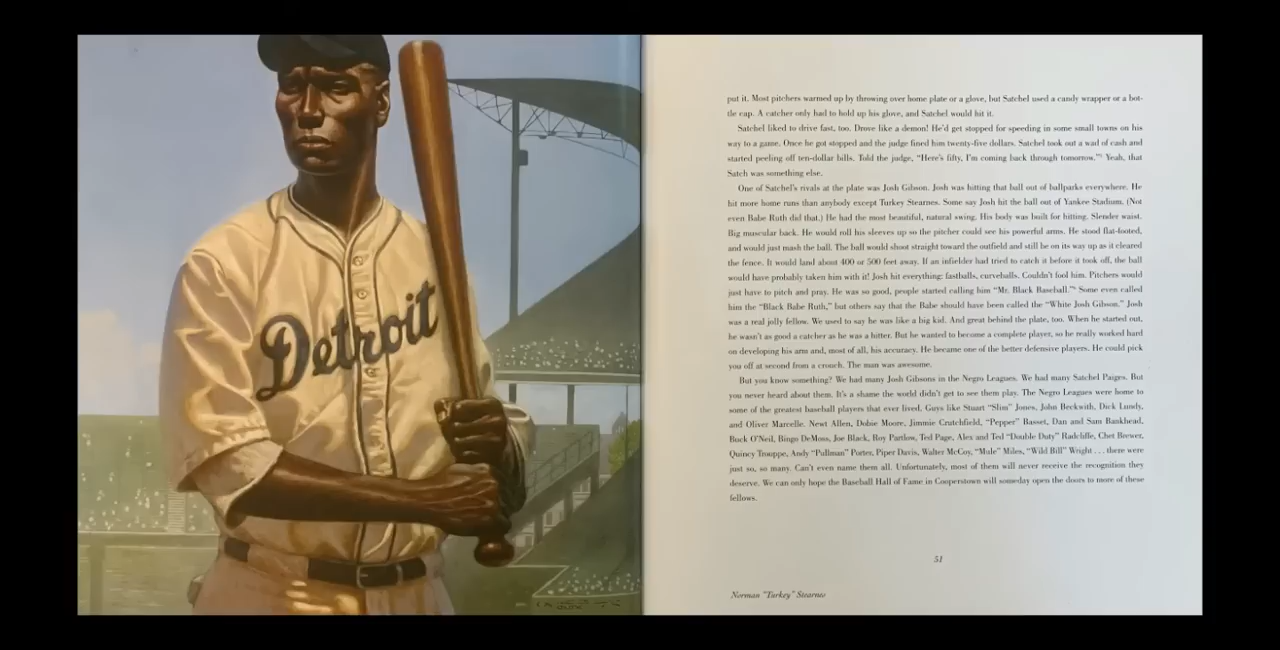 Detroit
put it. Most pitchers warmed up by throwing over home plate or a glove, but Satchel used a candy wrapper or a bot-
tle cap. A catcher only had to hold up his glove, and Satchel would hit it.
Satchel liked to drive fast, too. Drove like a demon! He'd get stopped for speeding in some small towns on his
way to a game. Once he got stopped and the judge fined him twenty-five dollars. Satchel took out a wad of cash and
started peeling off ten-dollar bills. Told the judge, “Here's fifty, I'm coming back through tomorrow.” Yeah, that
Satch was something else.
One of Satchel's rivals at the plate was Josh Gibson. Josh was hitting that ball out of ballparks everywhere. He
hit more home runs than anybody except Turkey Stearnes. Some say Josh hit the ball out of Yankee Stadium. (Not
even Babe Ruth did that.) He had the most beautiful, natural swing. His body was built for hitting. Slender waist.
Big muscular back. He would roll his sleeves up so the pitcher could see his powerful arms. He stood flat-footed,
and would just mash the ball. The ball would shoot straight toward the outfield and still be on its way up as it cleared
the fence. It would land about 400 or 500 feet away. If an infielder had tried to catch it before it took off, the ball
would have probably taken him with it! Josh hit everything: fastballs, curveballs. Couldn't fool him. Pitchers would
just have to pitch and pray. He was so good, people started calling him “Mr. Black Baseball.” Some even called
him the “Black Babe Ruth,” but others say that the Babe should have been called the “White Josh Gibson.” Josh
was a real jolly fellow. We used to say he was like a big kid. And great behind the plate, too. When he started out,
he wasn't as good a catcher as he was a hitter. But he wanted to become a complete player, so he really worked hard
on developing his arm and, most of all, his accuracy. He became one of the better defensive players. He could pick
you off at second from a crouch. The man was awesome.
But you know something? We had many Josh Gibsons in the Negro Leagues. We had many Satchel Paiges. But
you never heard about them. It's a shame the world didn't get to see them play. The Negro Leagues were home to
some of the greatest baseball players that ever lived. Guys like Stuart “Slim” Jones, John Beckwith, Dick Lundy,
and Oliver Marcelle. Newt Allen, Dobie Moore, Jimmie Crutchfield, “Pepper” Basset, Dan and Sam Bankhead,
Buck O'Neil, Bingo DeMoss, Joe Black, Roy Partlow, Ted Page, Alex and Ted “Double Duty” Radcliffe, Chet Brewer,
Quincy Trouppe, Andy “Pullman” Porter, Piper Davis, Walter McCoy, “Mule” Miles, “Wild Bill” Wright . . . there were
just so, so many. Can't even name them all. Unfortunately, most of them will never receive the recognition they
deserve. We can only hope the Baseball Hall of Fame in Cooperstown will someday open the doors to more of these
fellows.
51
Norman “Turkey” Stearnes